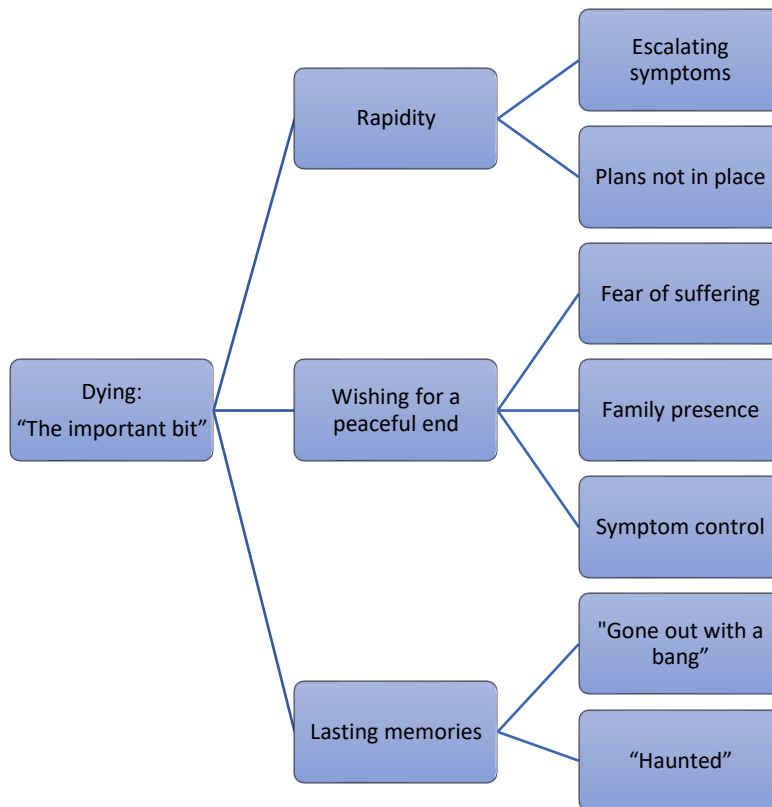 Dying:
“The important bit”
Rapidity
Escalating
symptoms
Plans not in place
Wishing for a
peaceful end
Fear of suffering
Family presence
Symptom control
Lasting memories
"Gone out with a
bang”
“Haunted”